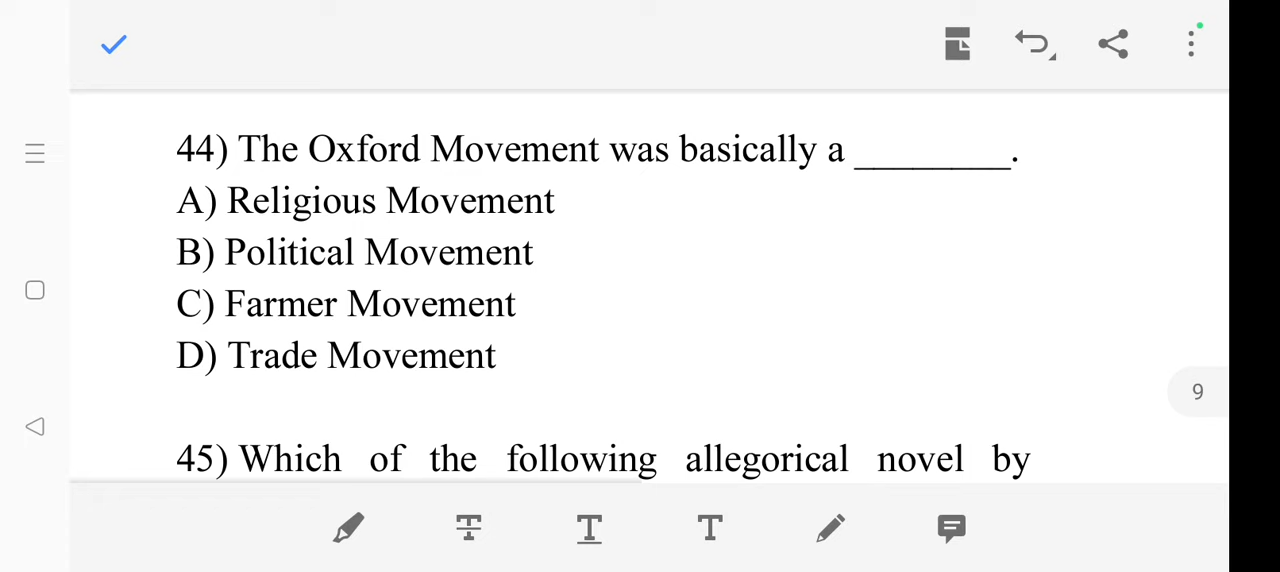 44) The Oxford Movement was basically a ________.
A) Religious Movement
B) Political Movement
C) Farmer Movement
D) Trade Movement
9
45) Which of the following allegorical novel by